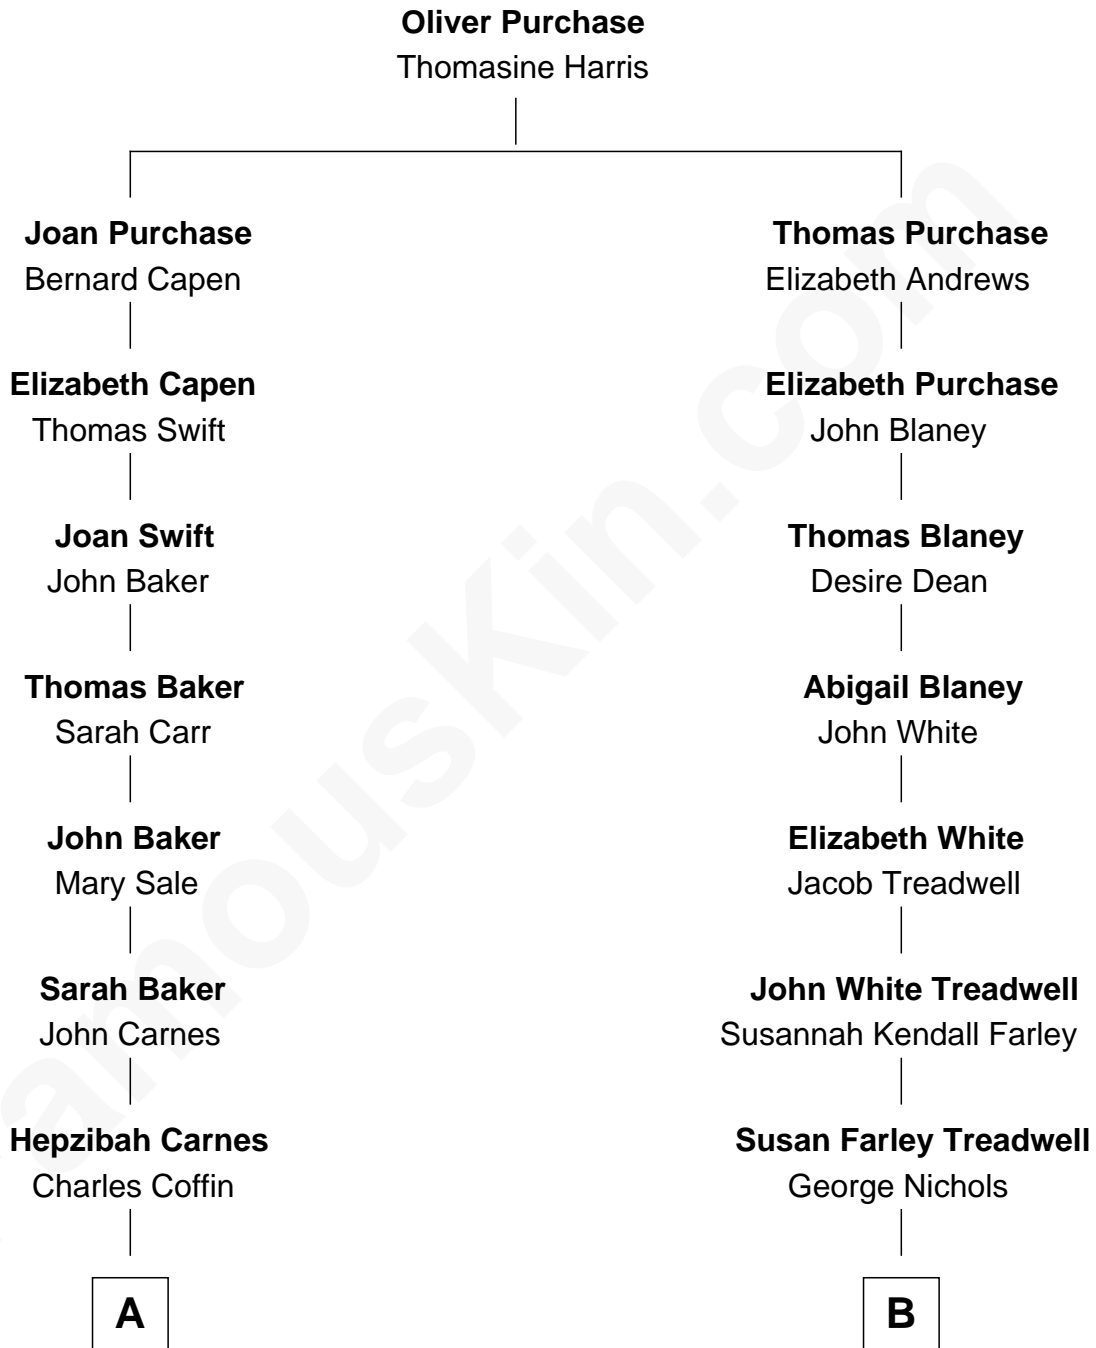 Oliver Purchase
Thomasine Harris
Joan Purchase
Bernard Capen
Thomas Purchase
Elizabeth Andrews
Elizabeth Capen
Thomas Swift
Elizabeth Purchase
John Blaney
Joan Swift
John Baker
Thomas Blaney
Desire Dean
Thomas Baker
Sarah Carr
Abigail Blaney
John White
John Baker
Mary Sale
Elizabeth White
Jacob Treadwell
Sarah Baker
John Carnes
John White Treadwell
Susannah Kendall Farley
Hepzibah Carnes
Charles Coffin
Susan Farley Treadwell
George Nichols
A
B
amousKin.com